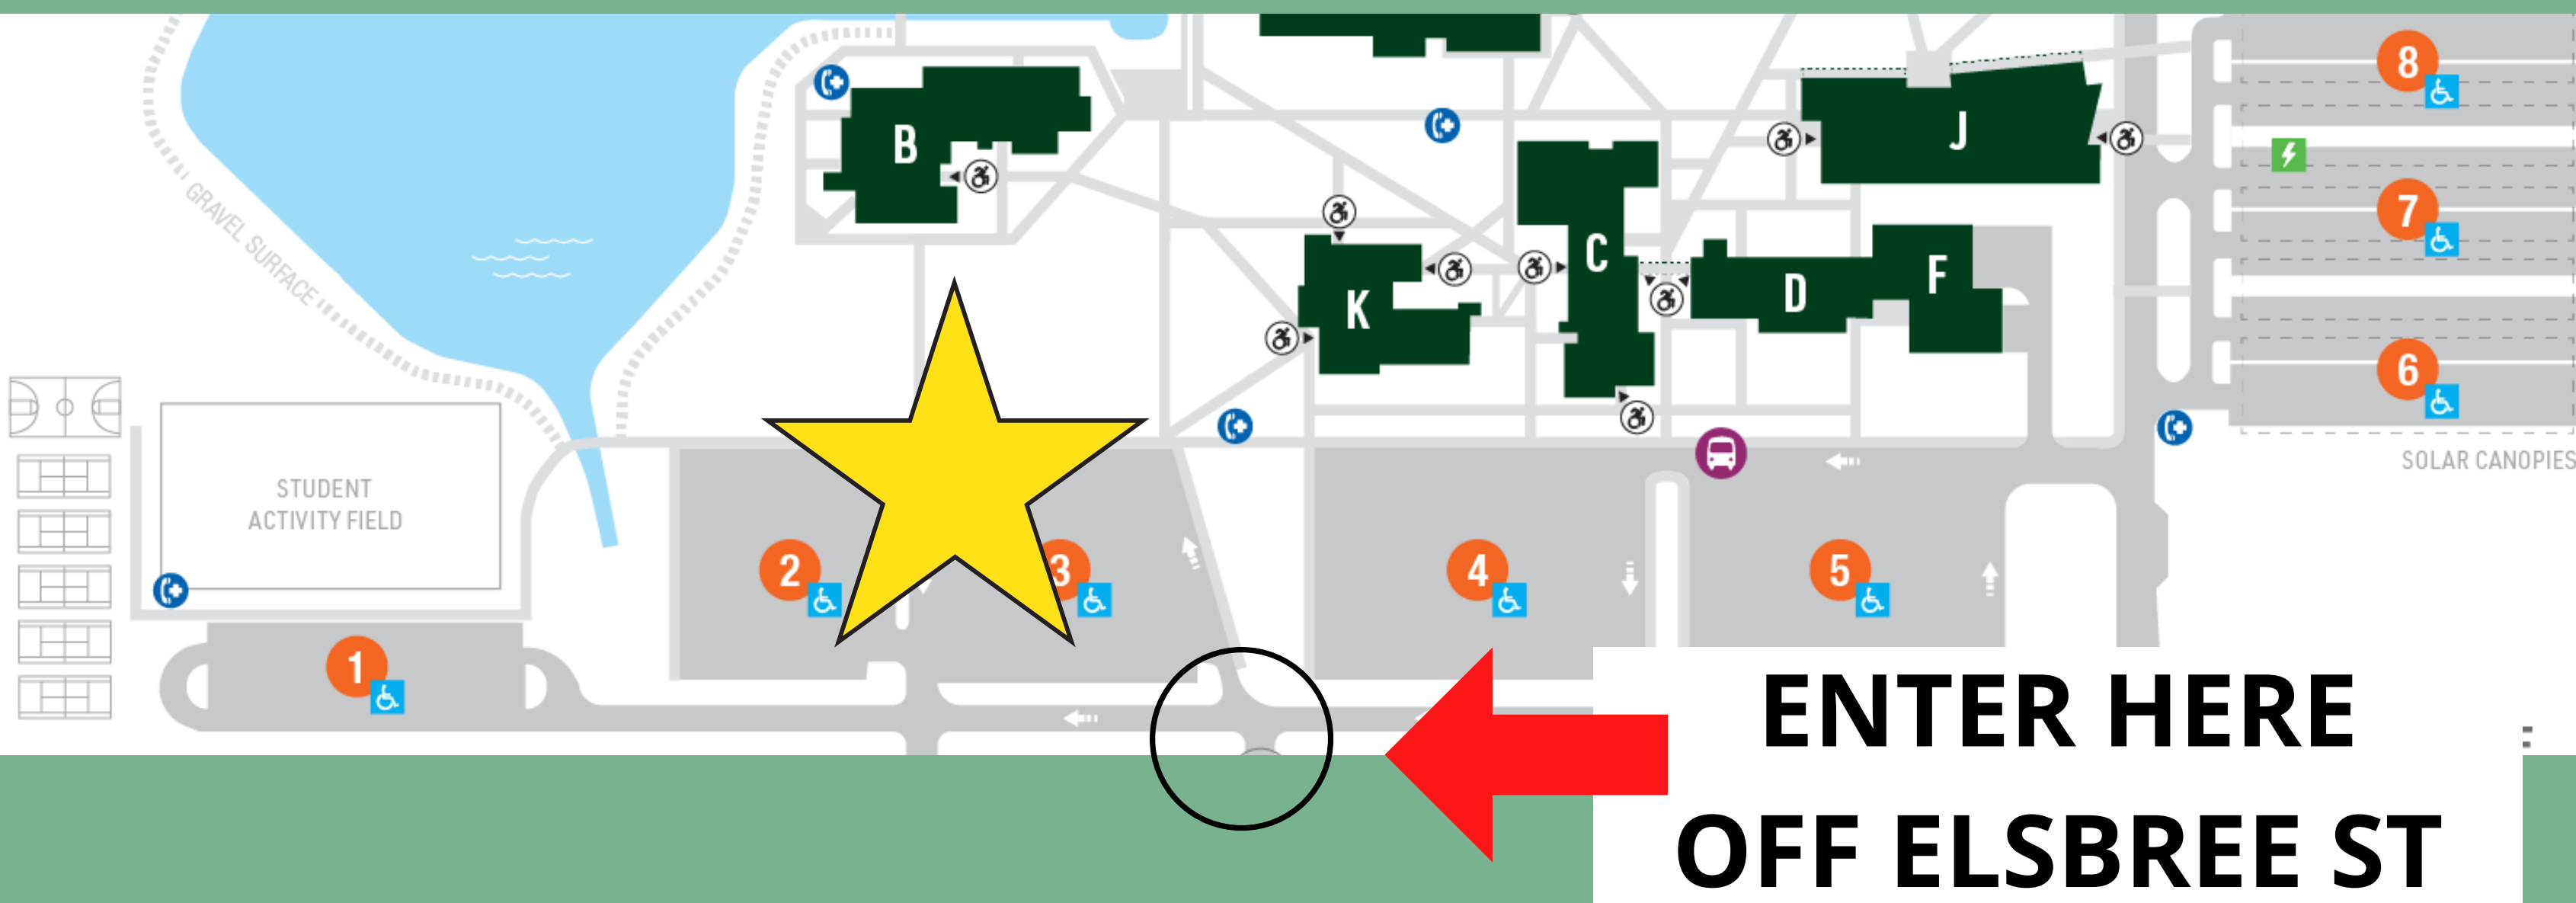 8
B
J
GRAVEL SURFACE
7
C
F
D
K
6
SOLAR CANOPIES
STUDENT
ACTIVITY FIELD
2
3
4
5
1
ENTER HERE
OFF ELSBREE ST